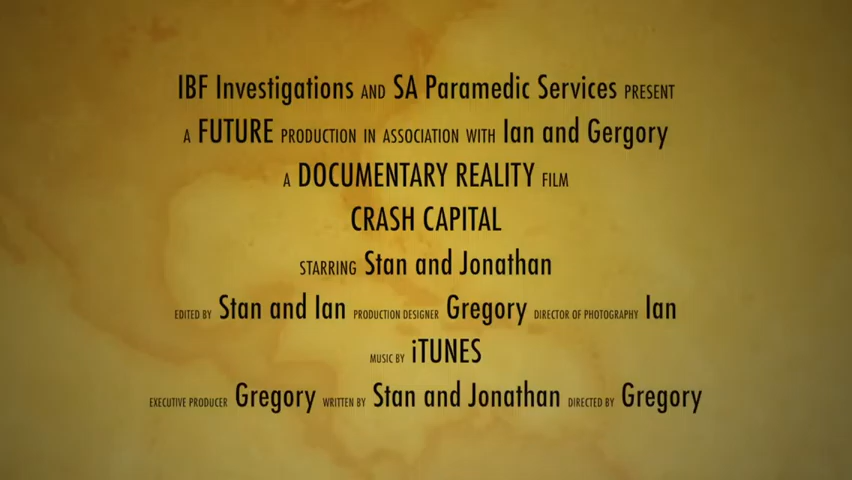 IBF Investigations AND SA Paramedic Services PRESENT
A FUTURE PRODUCTION IN ASSOCIATION WITH Ian and Gergory
A DOCUMENTARY REALITY FILM
CRASH CAPITAL
STARRING Stan and Jonathan
EDITED BY Stan and Ian PRODUCTION DESIGNER Gregory DIRECTOR OF PHOTOGRAPHY Ian
MUSIC BY iTUNES
EXECUTIVE PRODUCER Gregory WRITTEN BY Stan and Jonathan DIRECTED BY Gregory